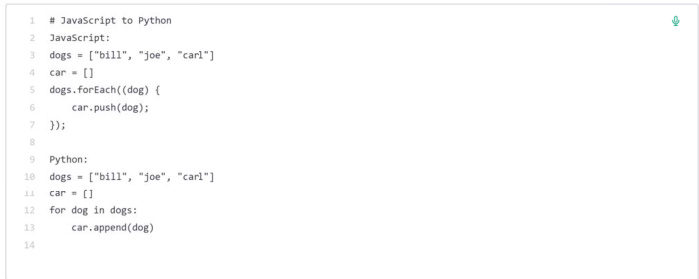 1 # JavaScript to Python
2 JavaScript:
3 dogs = ["bill", "joe", "carl"]
4 car = []
5 dogs.forEach((dog) {
6     car.push(dog);
7 });
8
9 Python:
10 dogs = ["bill", "joe", "carl"]
11 car = []
12 for dog in dogs:
13     car.append(dog)
14